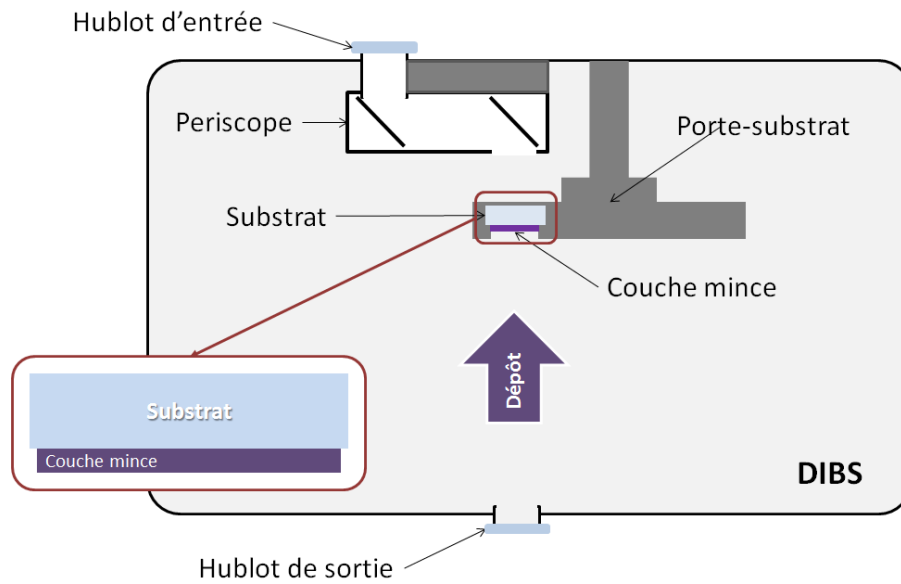 Hublot d’entrée
Periscope
Porte-substrat
Substrat
Couche mince
Dépôt
Substrat
Couche mince
DIBS
Hublot de sortie